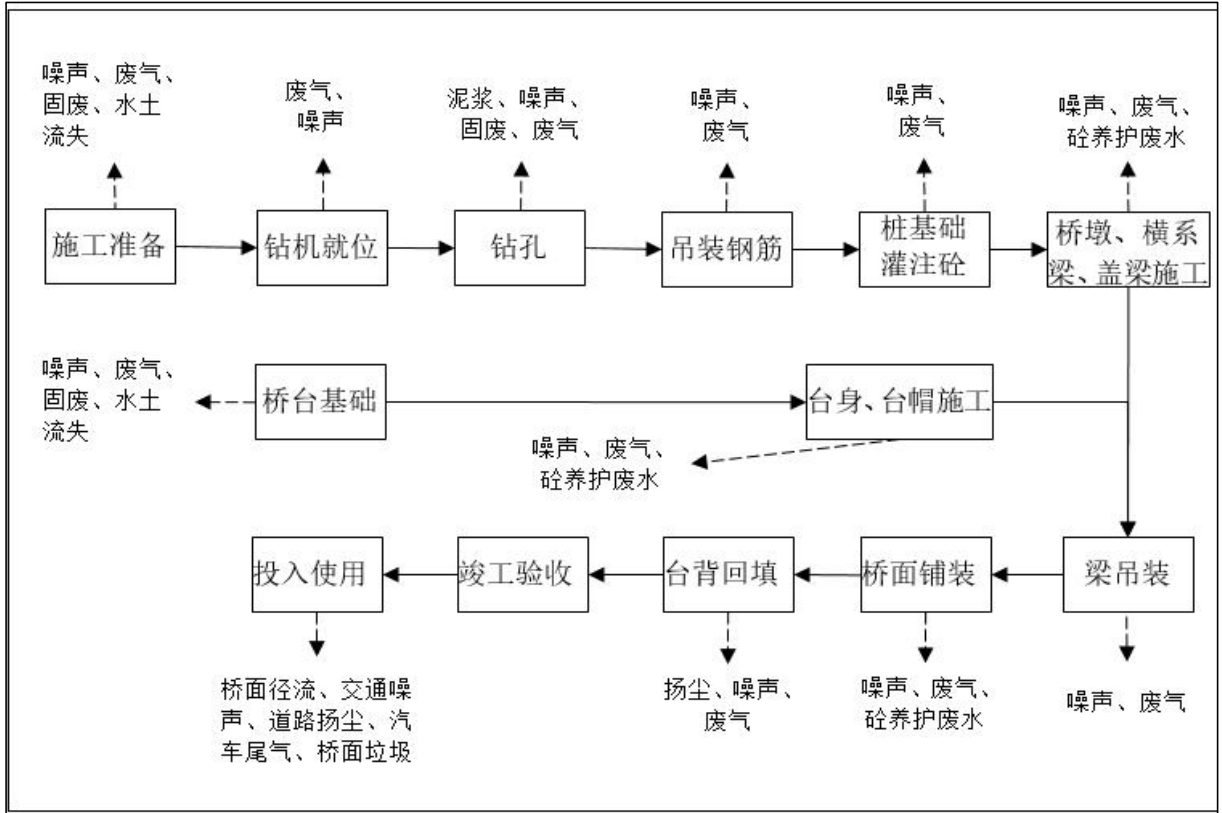 噪声、废气、
固废、水土
流失
废气、
噪声
泥浆、噪声、
固废、废气
噪声、
废气
噪声、
废气
噪声、废气、
砼养护废水
施工准备
钻机就位
钻孔
吊装钢筋
桩基础
灌注砼
桥墩、横系
梁、盖梁施工
噪声、废气、
固废、水土
流失
桥台基础
台身、台帽施工
噪声、废气、
砼养护废水
投入使用
竣工验收
台背回填
桥面铺装
梁吊装
桥面径流、交通噪
声、道路扬尘、汽
车尾气、桥面垃圾
扬尘、噪声、
废气
噪声、废气、
砼养护废水
噪声、废气